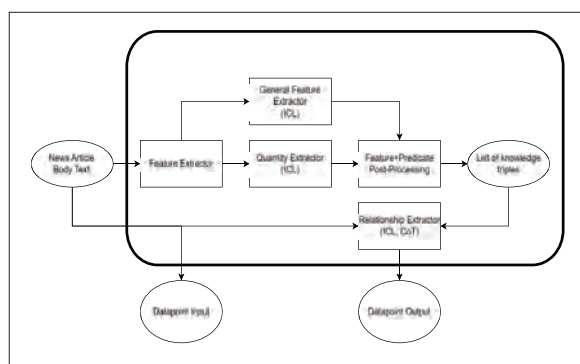 General Feature
Extractor
(ICL)
News Article
Body Text
Feature Extractor
Quantity Extractor
(ICL)
Feature+Predicate
Post-Processing
List of knowledge
triples
Relationship Extractor
(ICL, CoT)
Datapoint Input
Datapoint Output